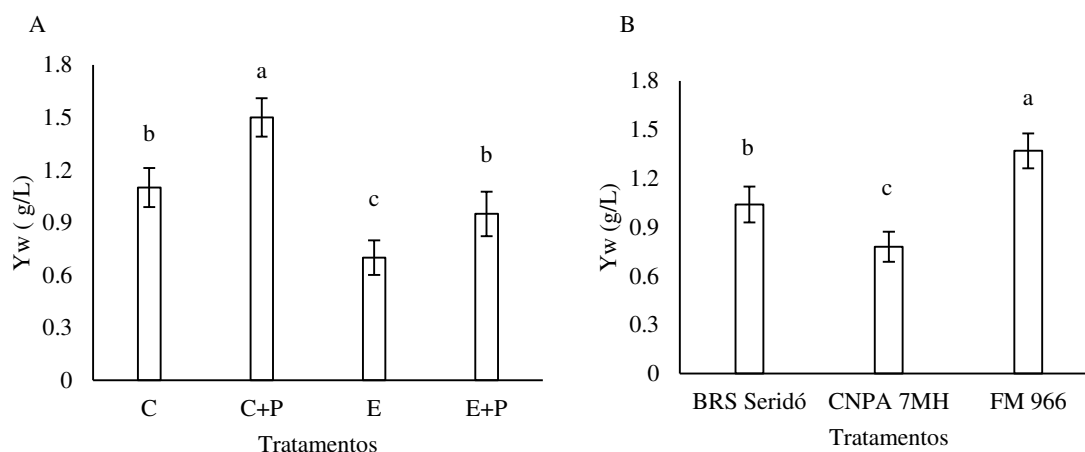 A
Yw ( g/L)
1.8
1.5
1.2
0.9
0.6
0.3
0
b
a
c
b
C C+P E E+P
Tratamentos
B
Yw (g/L)
1.8
1.5
1.2
0.9
0.6
0.3
0
b
c
a
BRS Seridó CNPA 7MH FM 966
Tratamentos